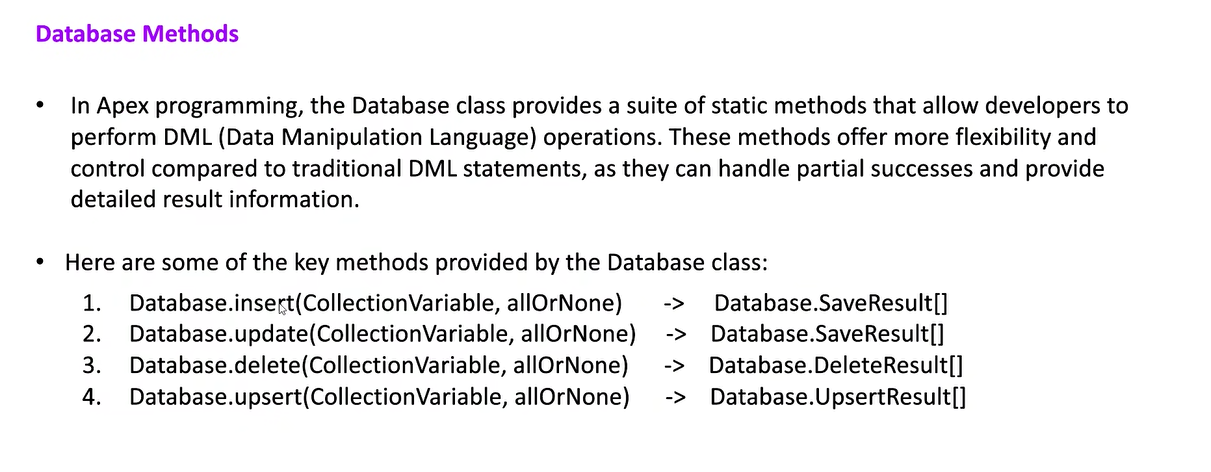 Database Methods
• In Apex programming, the Database class provides a suite of static methods that allow developers to
perform DML (Data Manipulation Language) operations. These methods offer more flexibility and
control compared to traditional DML statements, as they can handle partial successes and provide
detailed result information.
• Here are some of the key methods provided by the Database class:
1. Database.insert(CollectionVariable, allOrNone) -> Database.SaveResult[]
2. Database.update(CollectionVariable, allOrNone) -> Database.SaveResult[]
3. Database.delete(CollectionVariable, allOrNone) -> Database.DeleteResult[]
4. Database.upsert(CollectionVariable, allOrNone) -> Database.UpsertResult[]